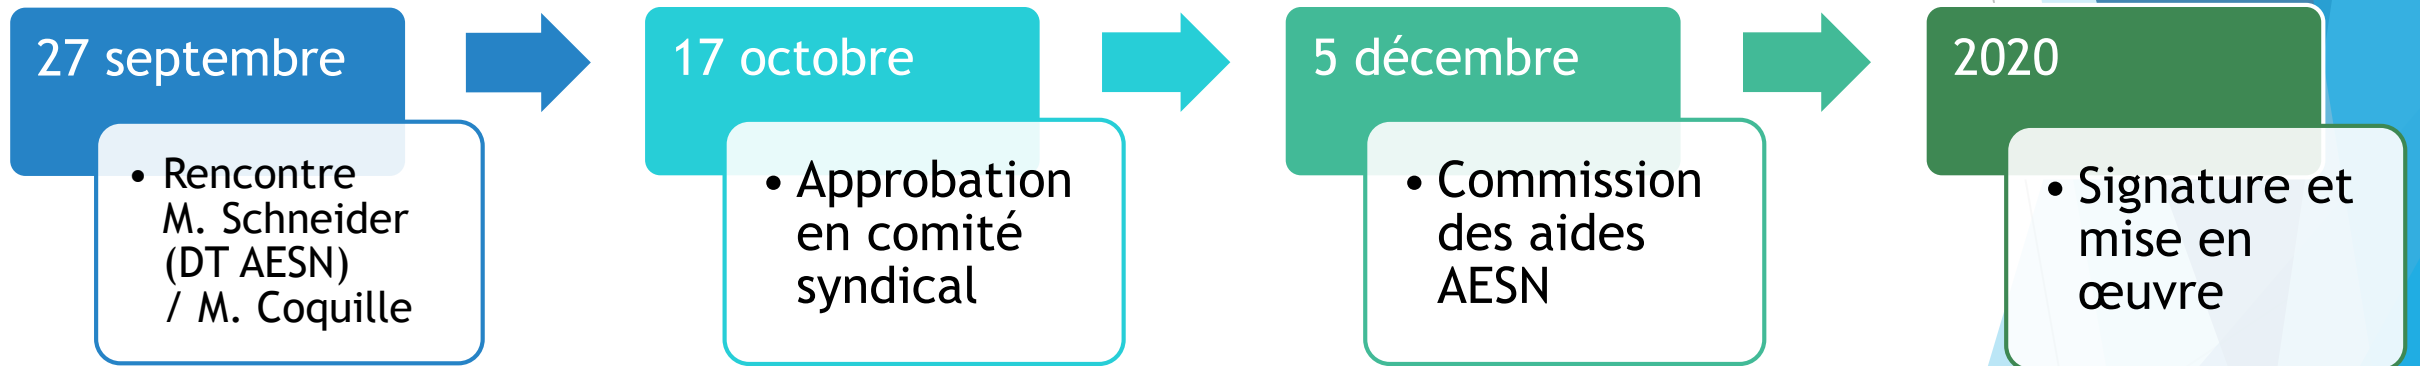 27 septembre
• Rencontre
M. Schneider
(DT AESN)
/ M. Coquille
17 octobre
• Approbation
en comité
syndical
5 décembre
• Commission
des aides
AESN
2020
• Signature et
mise en
œuvre